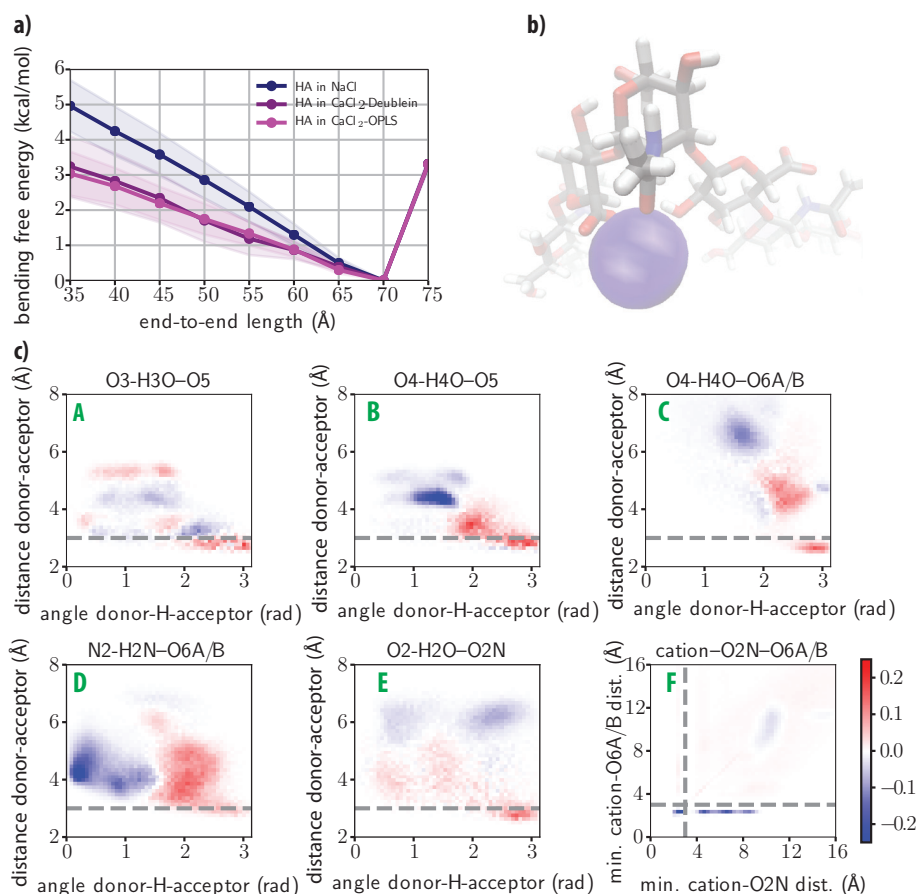 a)
b)
bending free energy (kcal/mol)
6
5
4
3
2
1
0
HA in NaCl
HA in CaCl2-Deublein
HA in CaCl2-OPLS
35 40 45 50 55 60 65 70 75
end-to-end length (Å)
c)
O3-H3O–O5
distance donor-acceptor (Å)
8
6
4
2
A
0 1 2 3
angle donor-H-acceptor (rad)
O4-H4O–O5
distance donor-acceptor (Å)
8
6
4
2
B
0 1 2 3
angle donor-H-acceptor (rad)
O4-H4O–O6A/B
distance donor-acceptor (Å)
8
6
4
2
C
0 1 2 3
angle donor-H-acceptor (rad)
N2-H2N–O6A/B
distance donor-acceptor (Å)
8
6
4
2
D
0 1 2 3
angle donor-H-acceptor (rad)
O2-H2O–O2N
distance donor-acceptor (Å)
8
6
4
2
E
0 1 2 3
angle donor-H-acceptor (rad)
cation–O2N–O6A/B
min. cation-O6A/B dist. (Å)
16
12
8
4
0
F
0 4 8 12 16
min. cation-O2N dist. (Å)
0.2
0.1
0.0
−0.1
−0.2